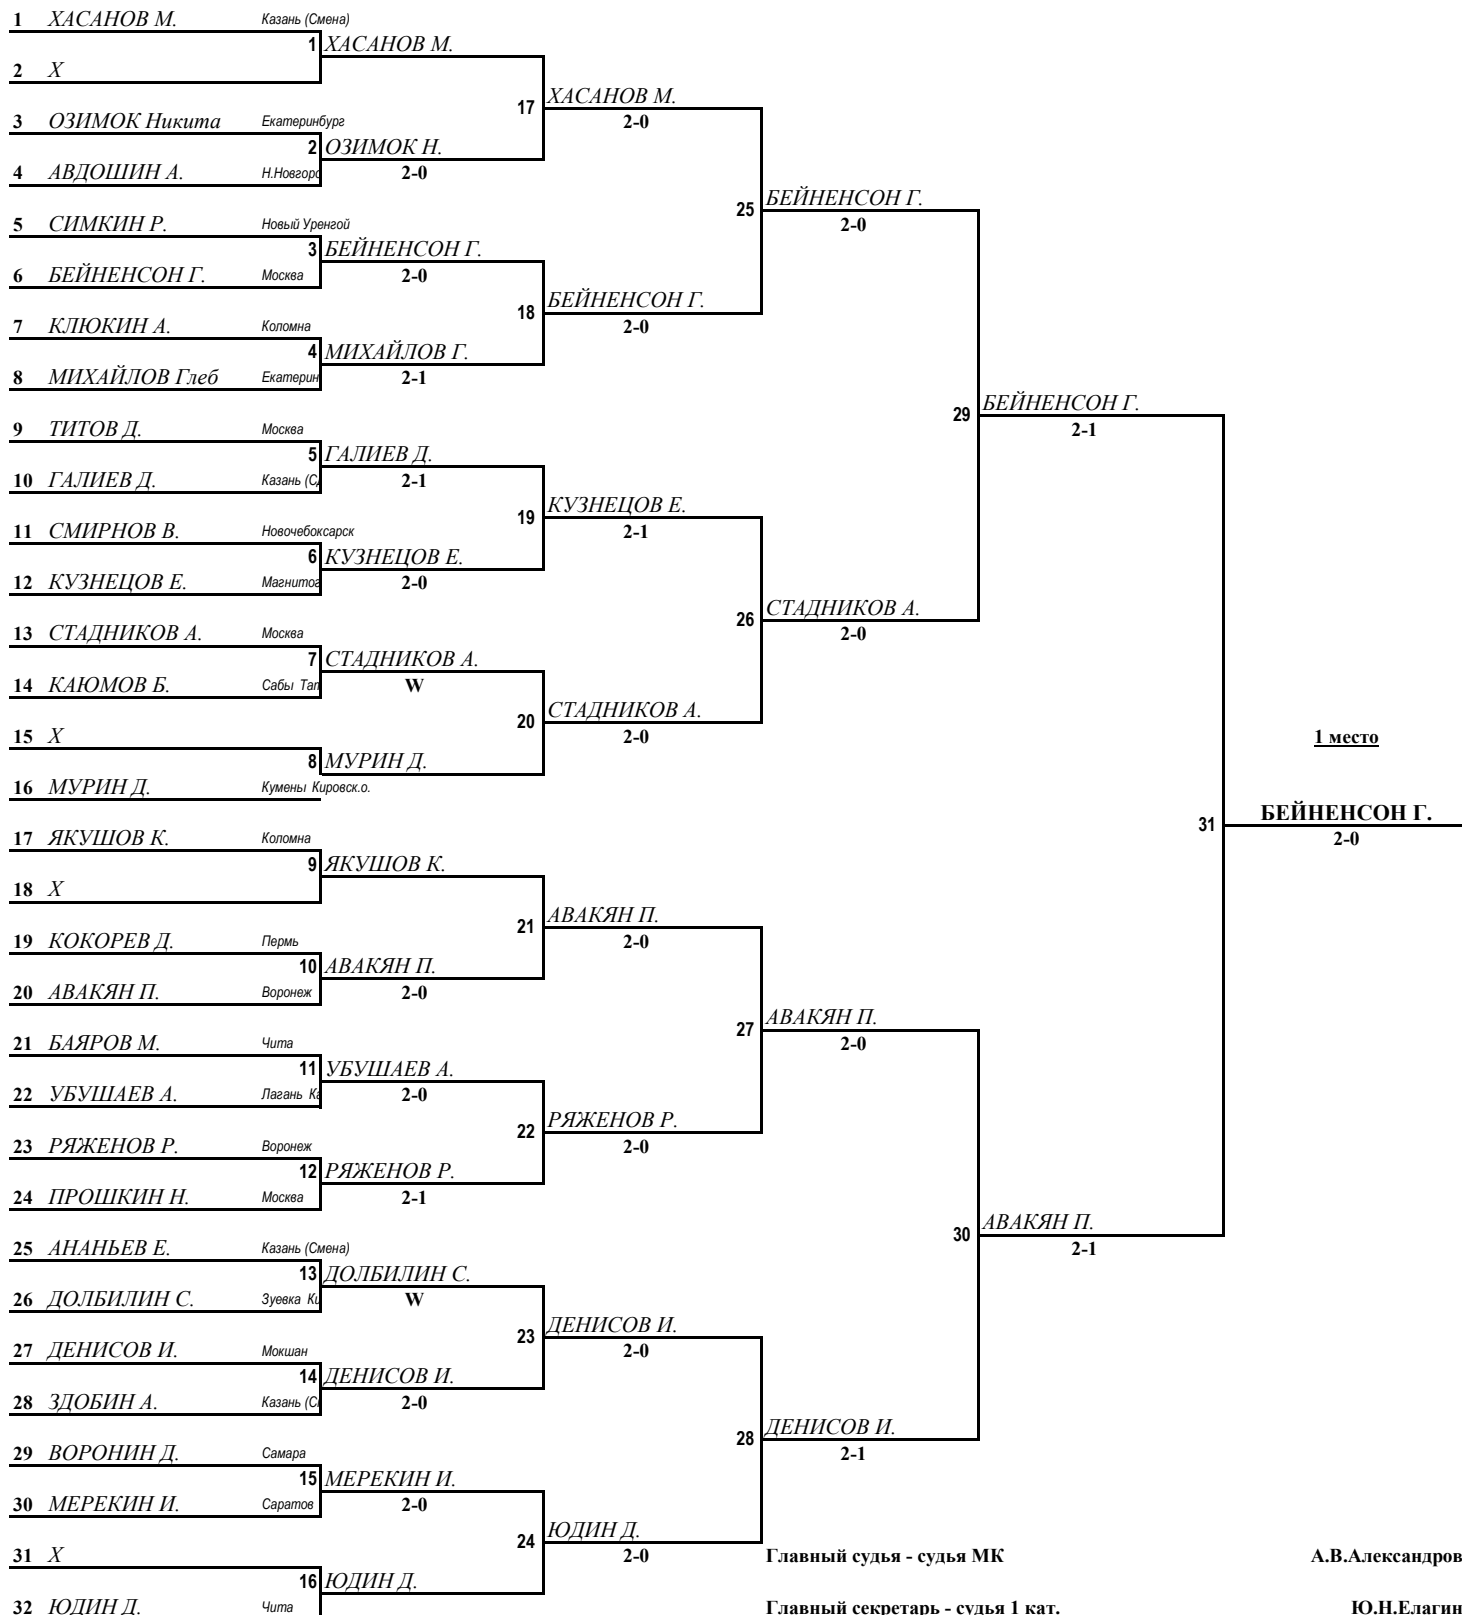 1 ХАСАНОВ М. Казань (Смена)
1 ХАСАНОВ М.
2 Х
17 ХАСАНОВ М.
2-0
3 ОЗИМОК Никита Екатеринбург
2 ОЗИМОК Н.
2-0
4 АВДОШИН А. Н.Новгоро
25 БЕЙНЕНСОН Г.
2-0
5 СИМКИН Р. Новый Уренгой
3 БЕЙНЕНСОН Г.
2-0
6 БЕЙНЕНСОН Г. Москва
18 БЕЙНЕНСОН Г.
2-0
7 КЛЮКИН А. Коломна
4 МИХАЙЛОВ Г.
2-1
8 МИХАЙЛОВ Глеб Екатерин
29 БЕЙНЕНСОН Г.
2-1
9 ТИТОВ Д. Москва
5 ГАЛИЕВ Д.
2-1
10 ГАЛИЕВ Д. Казань (С
19 КУЗНЕЦОВ Е.
2-1
11 СМИРНОВ В. Новочебоксарск
6 КУЗНЕЦОВ Е.
2-0
12 КУЗНЕЦОВ Е. Магнитог
26 СТАДНИКОВ А.
2-0
13 СТАДНИКОВ А. Москва
7 СТАДНИКОВ А.
W
14 КАЮМОВ Б. Сабы Тат
20 СТАДНИКОВ А.
2-0
15 Х
1 место
8 МУРИН Д.
16 МУРИН Д. Кумены Кировск.о.
31 БЕЙНЕНСОН Г.
2-0
17 ЯКУШОВ К. Коломна
9 ЯКУШОВ К.
18 Х
21 АВАКЯН П.
2-0
19 КОКОРЕВ Д. Пермь
10 АВАКЯН П.
2-0
20 АВАКЯН П. Воронеж
27 АВАКЯН П.
2-0
21 БАЯРОВ М. Чита
11 УБУШАЕВ А.
2-0
22 УБУШАЕВ А. Лагань Ка
22 РЯЖЕНОВ Р.
2-0
23 РЯЖЕНОВ Р. Воронеж
12 РЯЖЕНОВ Р.
2-1
24 ПРОШКИН Н. Москва
30 АВАКЯН П.
2-1
25 АНАНЬЕВ Е. Казань (Смена)
13 ДОЛБИЛИН С.
W
26 ДОЛБИЛИН С. Зуевка Ки
23 ДЕНИСОВ И.
2-0
27 ДЕНИСОВ И. Мокшан
14 ДЕНИСОВ И.
2-0
28 ЗДОБИН А. Казань (С
28 ДЕНИСОВ И.
2-1
29 ВОРОНИН Д. Самара
15 МЕРЕКИН И.
2-0
30 МЕРЕКИН И. Саратов
24 ЮДИН Д.
2-0
31 Х
Главный судья - судья МК А.В.Александров
16 ЮДИН Д.
32 ЮДИН Д. Чита
Главный секретарь - судья 1 кат. Ю.Н.Елагин